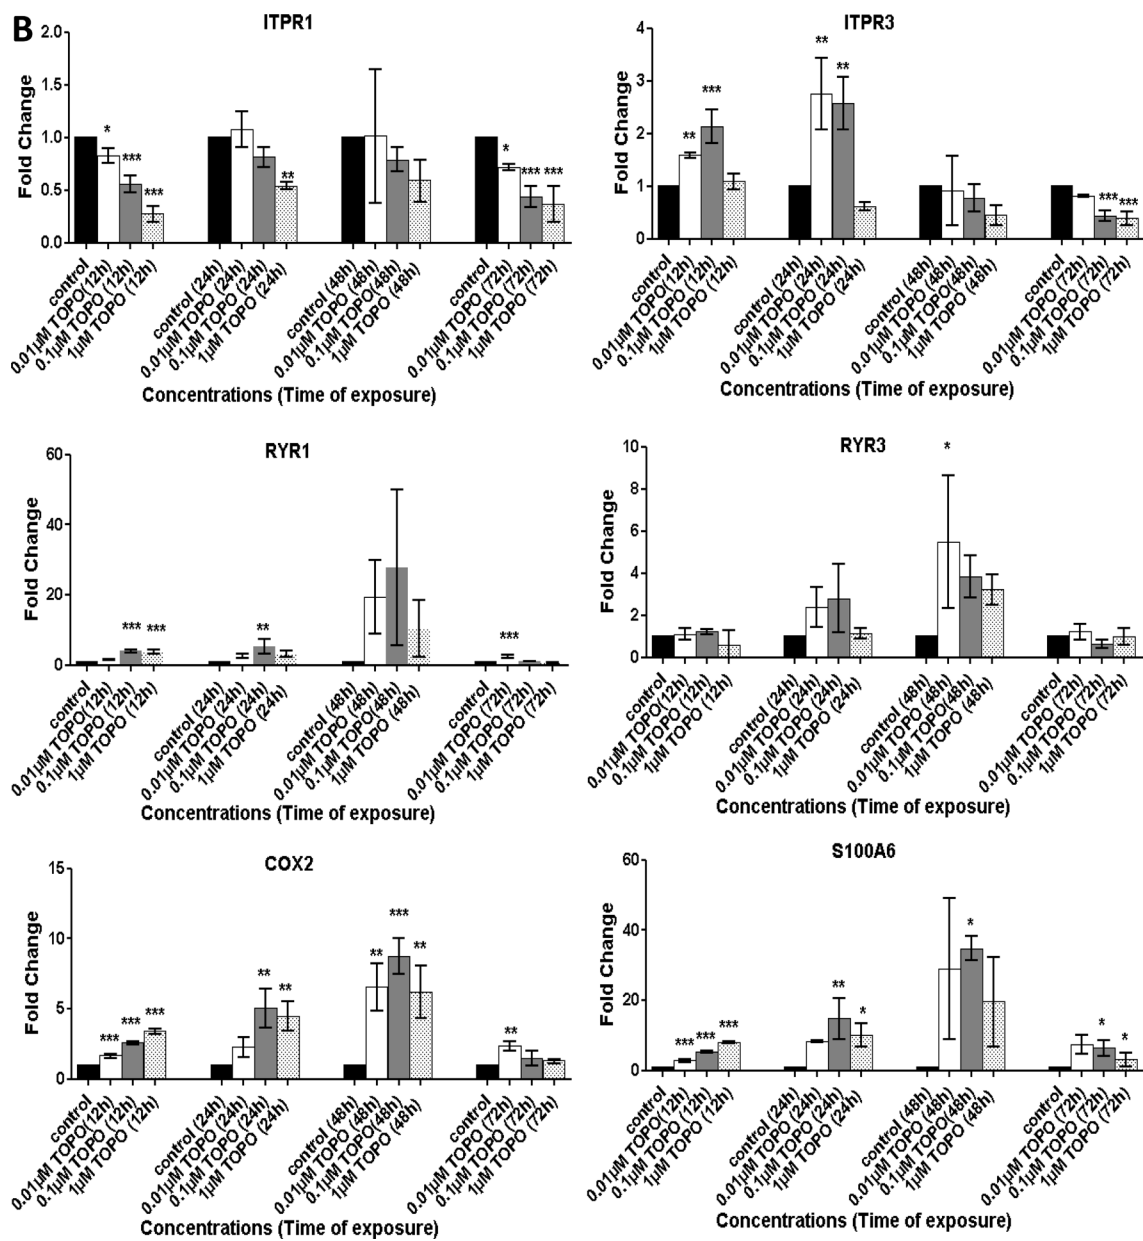 B
ITPR1
Fold Change
2.0
1.5
1.0
0.5
0.0
* *** ***
**
* *** ***
control
0.01µM TOPO(12h)
0.1µM TOPO (12h)
1µM TOPO (12h)
control (24h)
0.01µM TOPO (24h)
0.1µM TOPO (24h)
1µM TOPO (24h)
control (48h)
0.01µM TOPO (48h)
0.1µM TOPO(48h)
1µM TOPO (48h)
control
0.01µM TOPO (72h)
0.1µM TOPO (72h)
1µM TOPO (72h)
Concentrations (Time of exposure)
ITPR3
Fold Change
4
3
2
1
0
** ***
** **
*** ***
control
0.01µM TOPO(12h)
0.1µM TOPO (12h)
1µM TOPO (12h)
control (24h)
0.01µM TOPO (24h)
0.1µM TOPO (24h)
1µM TOPO (24h)
control (48h)
0.01µM TOPO (48h)
0.1µM TOPO(48h)
1µM TOPO (48h)
control
0.01µM TOPO (72h)
0.1µM TOPO (72h)
1µM TOPO (72h)
Concentrations (Time of exposure)
RYR1
Fold Change
60
40
20
0
*** ***
**
***
control
0.01µM TOPO(12h)
0.1µM TOPO (12h)
1µM TOPO (12h)
control (24h)
0.01µM TOPO (24h)
0.1µM TOPO (24h)
1µM TOPO (24h)
control (48h)
0.01µM TOPO (48h)
0.1µM TOPO(48h)
1µM TOPO (48h)
control
0.01µM TOPO (72h)
0.1µM TOPO (72h)
1µM TOPO (72h)
Concentrations (Time of exposure)
RYR3
Fold Change
10
8
6
4
2
0
*
control
0.01µM TOPO(12h)
0.1µM TOPO (12h)
1µM TOPO (12h)
control (24h)
0.01µM TOPO (24h)
0.1µM TOPO (24h)
1µM TOPO (24h)
control (48h)
0.01µM TOPO (48h)
0.1µM TOPO(48h)
1µM TOPO (48h)
control
0.01µM TOPO (72h)
0.1µM TOPO (72h)
1µM TOPO (72h)
Concentrations (Time of exposure)
COX2
Fold Change
15
10
5
0
*** *** ***
** **
** *** **
**
control
0.01µM TOPO(12h)
0.1µM TOPO (12h)
1µM TOPO (12h)
control (24h)
0.01µM TOPO (24h)
0.1µM TOPO (24h)
1µM TOPO (24h)
control (48h)
0.01µM TOPO (48h)
0.1µM TOPO(48h)
1µM TOPO (48h)
control
0.01µM TOPO (72h)
0.1µM TOPO (72h)
1µM TOPO (72h)
Concentrations (Time of exposure)
S100A6
Fold Change
60
40
20
0
*** *** ***
** *
*
* *
control
0.01µM TOPO(12h)
0.1µM TOPO (12h)
1µM TOPO (12h)
control (24h)
0.01µM TOPO (24h)
0.1µM TOPO (24h)
1µM TOPO (24h)
control (48h)
0.01µM TOPO (48h)
0.1µM TOPO(48h)
1µM TOPO (48h)
control
0.01µM TOPO (72h)
0.1µM TOPO (72h)
1µM TOPO (72h)
Concentrations (Time of exposure)